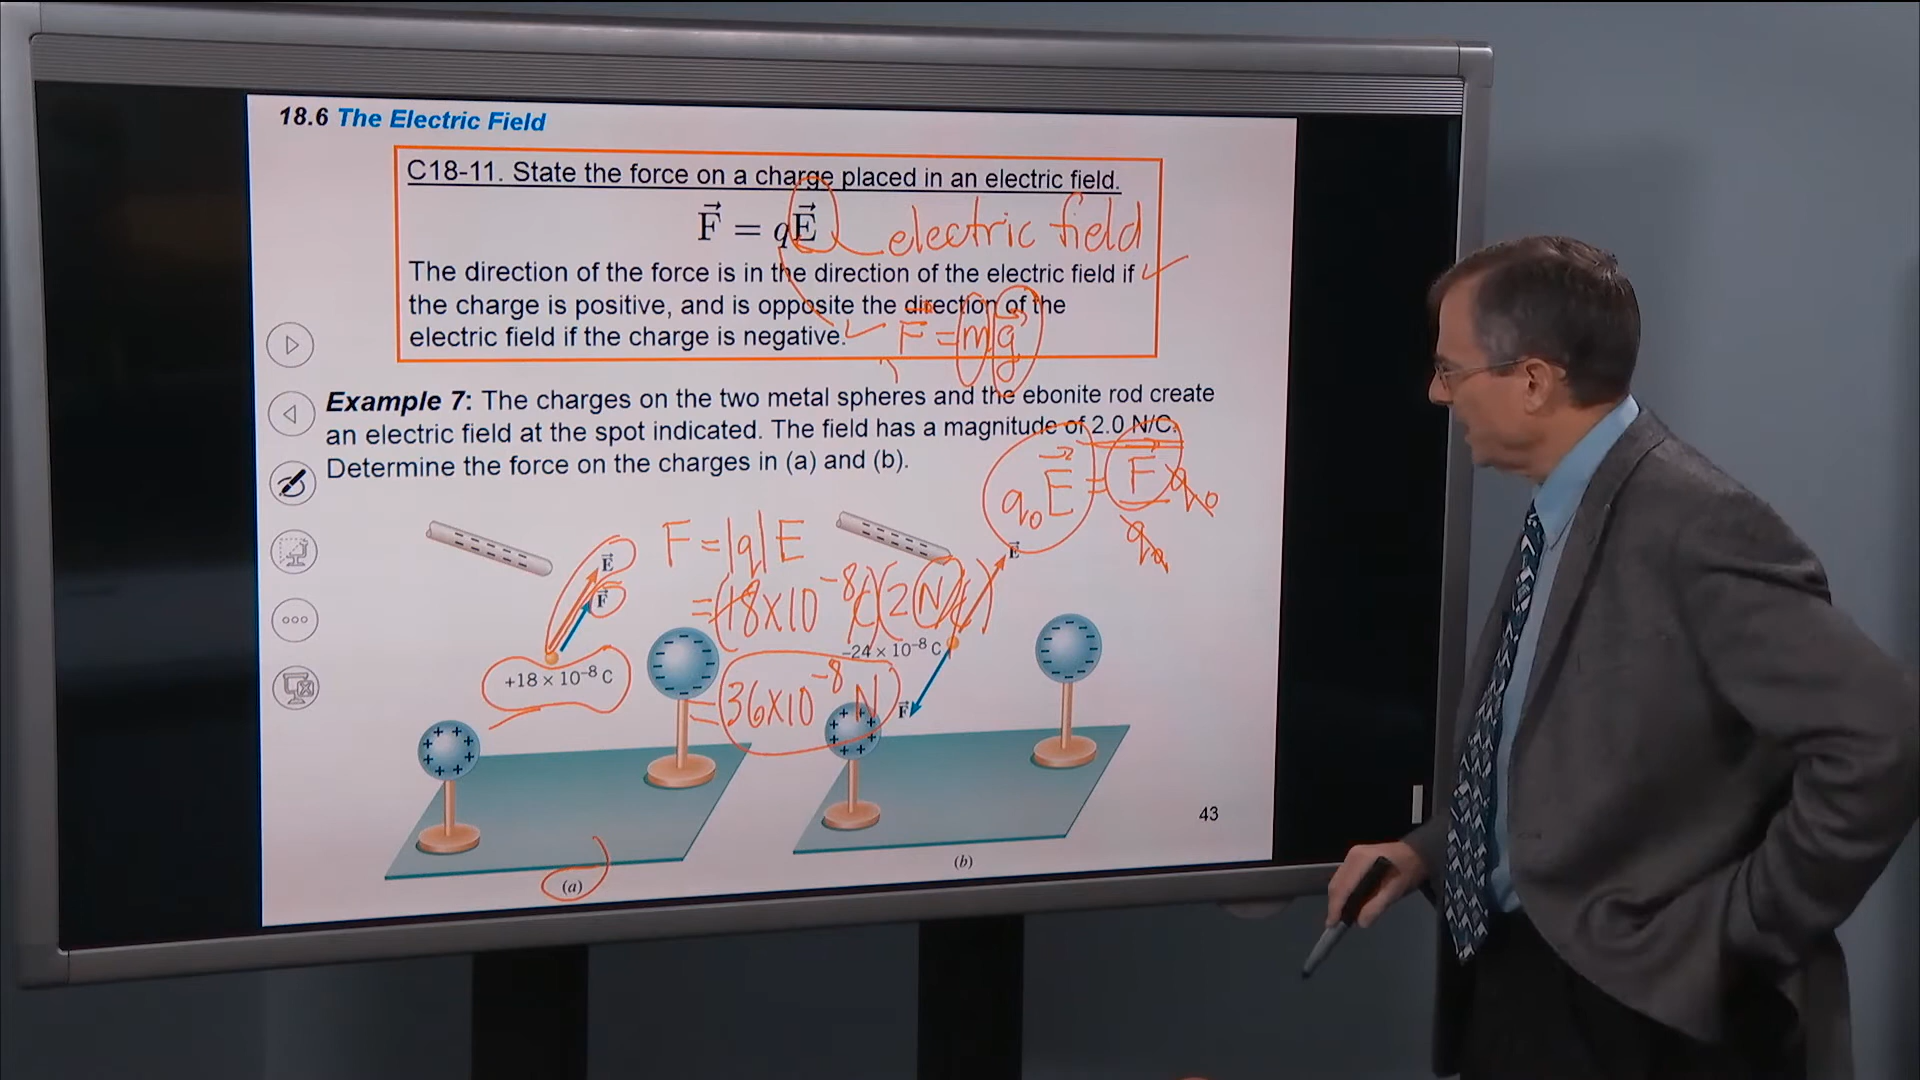 18.6 The Electric Field
C18-11. State the force on a charge placed in an electric field.
F⃗ = qE⃗
electric field
The direction of the force is in the direction of the electric field if
the charge is positive, and is opposite the direction of the
electric field if the charge is negative.
F⃗ = mg⃗
Example 7: The charges on the two metal spheres and the ebonite rod create
an electric field at the spot indicated. The field has a magnitude of 2.0 N/C.
Determine the force on the charges in (a) and (b).
q₀E⃗ = F⃗ q₀
q₀
F = |q| E
= (18×10⁻⁸ C)(2 N/C)
= 36×10⁻⁸ N
E⃗
F⃗
+18 × 10⁻⁸ C
+ + + + + + + + +
(a)
E⃗
−24 × 10⁻⁸ C
F⃗
(b)
43